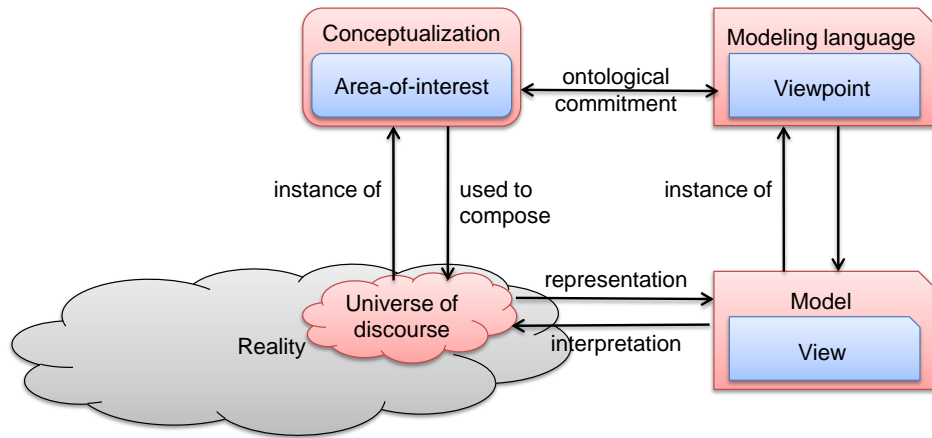 Conceptualization
Area-of-interest
ontological
commitment
Modeling language
Viewpoint
instance of
used to
compose
instance of
Universe of
discourse
Reality
representation
interpretation
Model
View